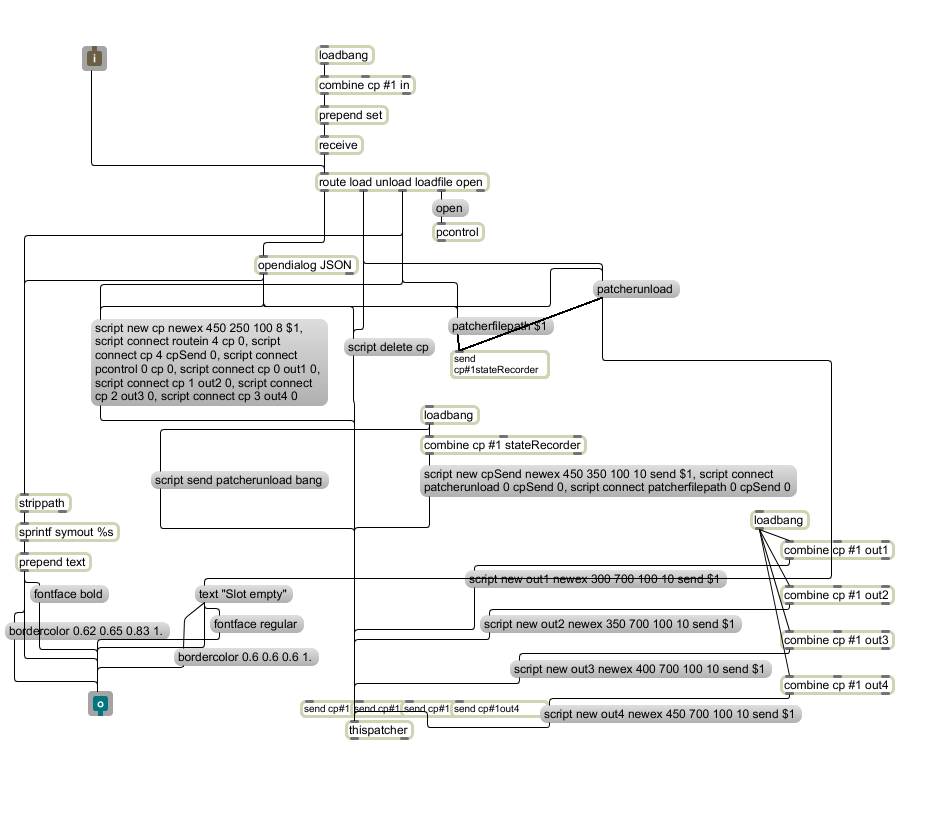 i
loadbang
combine cp #1 in
prepend set
receive
route load unload loadfile open
open
pcontrol
opendialog JSON
patcherunload
script new cp newex 450 250 100 8 $1,
script connect routein 4 cp 0, script
connect cp 4 cpSend 0, script connect
pcontrol 0 cp 0, script connect cp 0 out1 0,
script connect cp 1 out2 0, script connect
cp 2 out3 0, script connect cp 3 out4 0
script delete cp
patcherfilepath $1
send
cp#1stateRecorder
loadbang
combine cp #1 stateRecorder
script send patcherunload bang
script new cpSend newex 450 350 100 10 send $1, script connect
patcherunload 0 cpSend 0, script connect patcherfilepath 0 cpSend 0
strippath
sprintf symout %s
prepend text
loadbang
combine cp #1 out1
script new out1 newex 300 700 100 10 send $1
fontface bold
text "Slot empty"
combine cp #1 out2
bordercolor 0.62 0.65 0.83 1.
fontface regular
script new out2 newex 350 700 100 10 send $1
combine cp #1 out3
bordercolor 0.6 0.6 0.6 1.
script new out3 newex 400 700 100 10 send $1
combine cp #1 out4
o
send cp#1
send cp#1
send cp#1
send cp#1out4
script new out4 newex 450 700 100 10 send $1
thispatcher